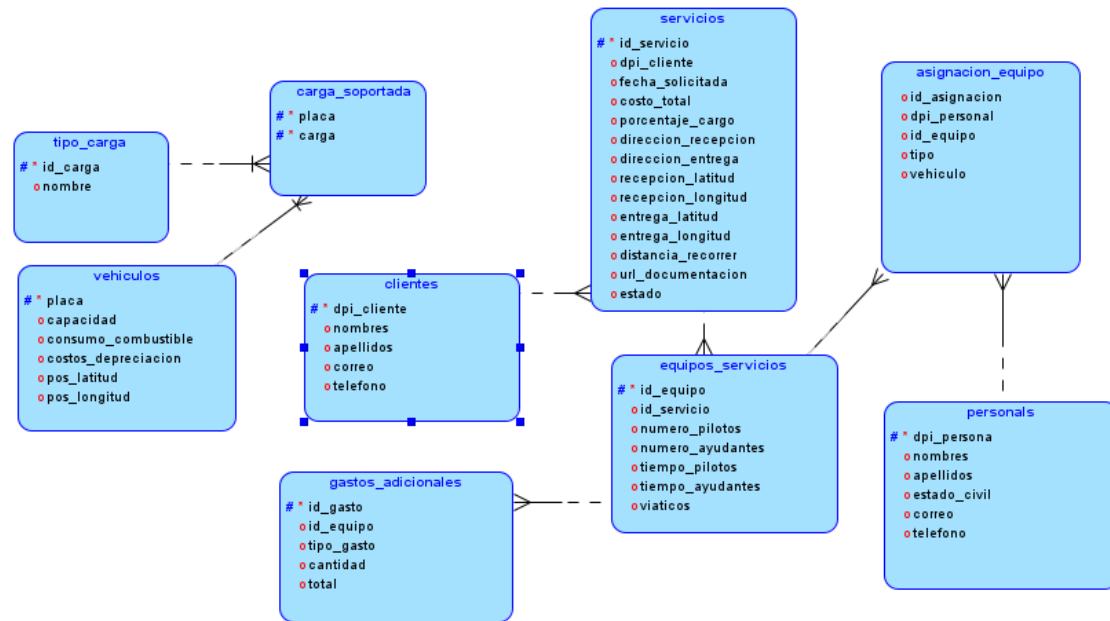 tipo_carga
# * id_carga
o nombre
carga_soportada
# * placa
# * carga
vehiculos
# * placa
o capacidad
o consumo_combustible
o costos_depreciacion
o pos_latitud
o pos_longitud
clientes
# * dpi_cliente
o nombres
o apellidos
o correo
o telefono
servicios
# * id_servicio
o dpi_cliente
o fecha_solicitada
o costo_total
o porcentaje_cargo
o direccion_recepcion
o direccion_entrega
o recepcion_latitud
o recepcion_longitud
o entrega_latitud
o entrega_longitud
o distancia_recorrer
o url_documentacion
o estado
asignacion_equipo
o id_asignacion
o dpi_personal
o id_equipo
o tipo
o vehiculo
equipos_servicios
# * id_equipo
o id_servicio
o numero_pilotos
o numero_ayudantes
o tiempo_pilotos
o tiempo_ayudantes
o viaticos
personals
# * dpi_persona
o nombres
o apellidos
o estado_civil
o correo
o telefono
gastos_adicionales
# * id_gasto
o id_equipo
o tipo_gasto
o cantidad
o total